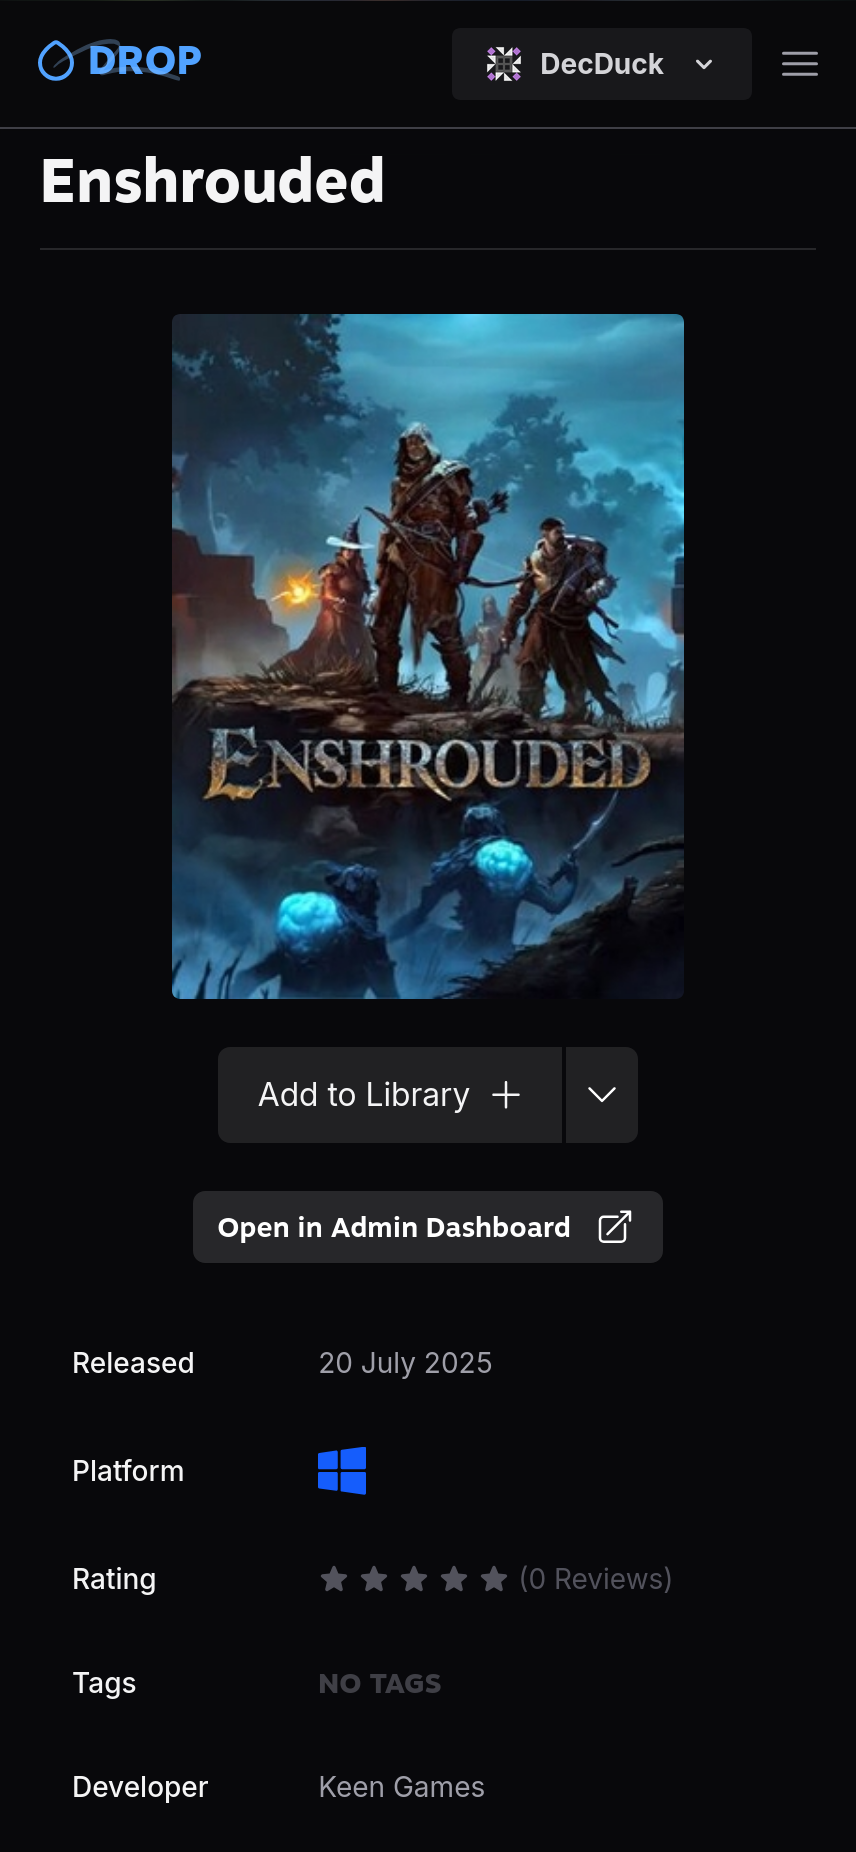 DROP
DecDuck
Enshrouded
ENSHROUDED
Add to Library
Open in Admin Dashboard
Released 20 July 2025
Platform
Rating (0 Reviews)
Tags NO TAGS
Developer Keen Games